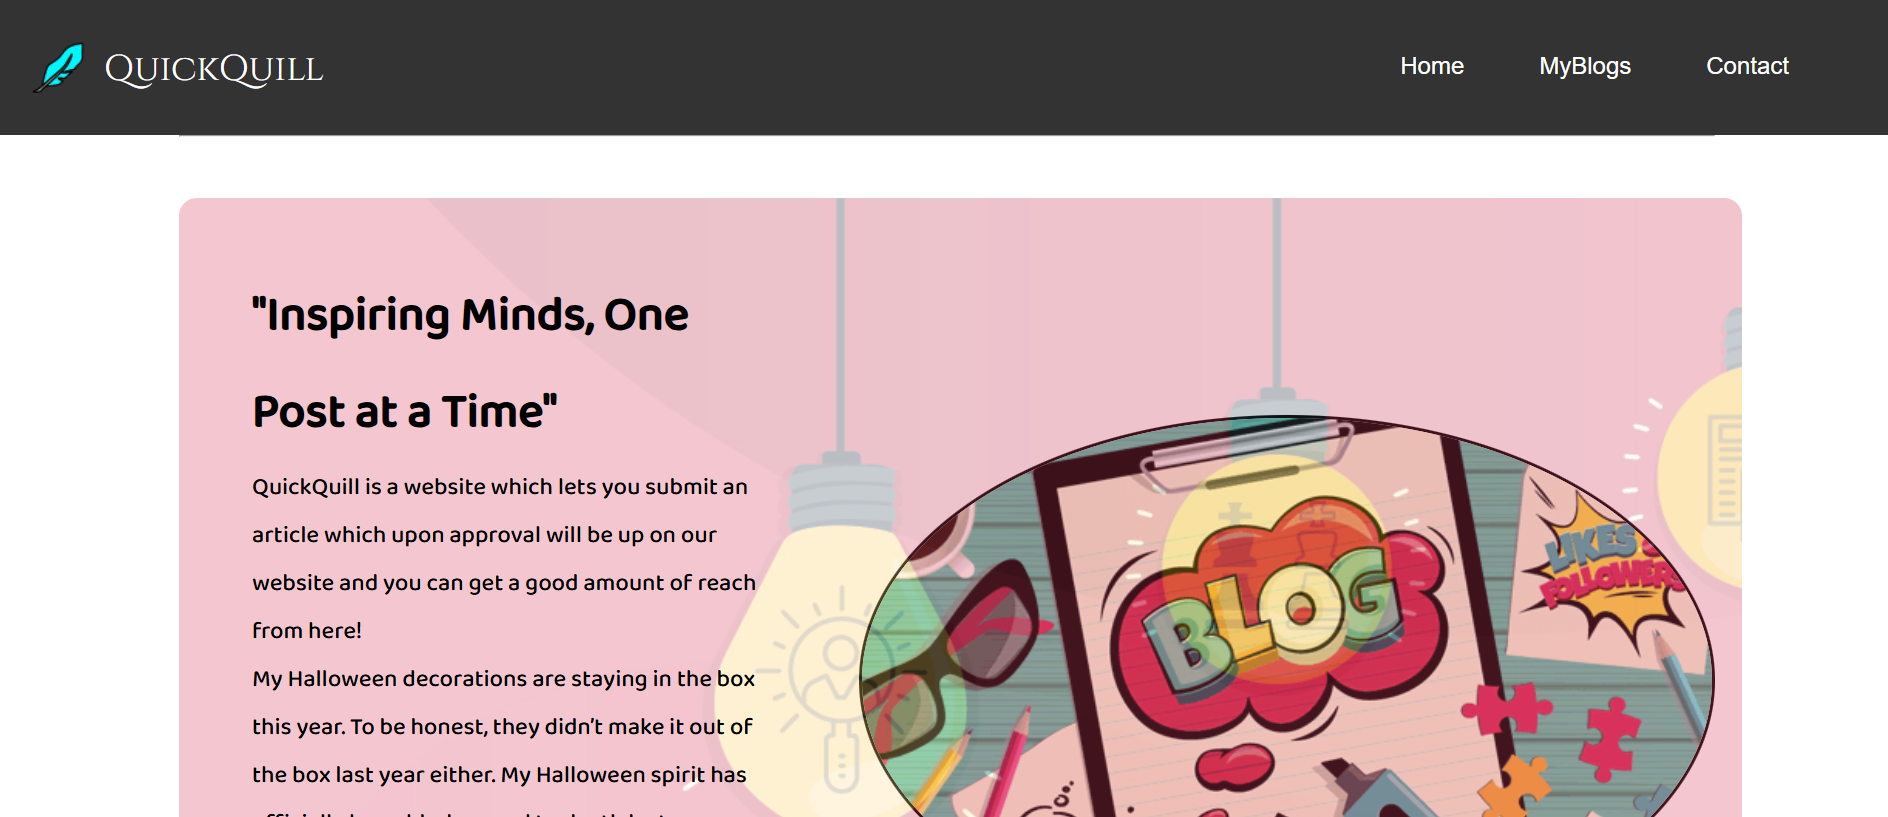 QuickQuill
Home
MyBlogs
Contact
"Inspiring Minds, One
Post at a Time"
QuickQuill is a website which lets you submit an
article which upon approval will be up on our
website and you can get a good amount of reach
from here!
My Halloween decorations are staying in the box
this year. To be honest, they didn't make it out of
the box last year either. My Halloween spirit has
BLOG
LIKES
FOLLOWERS